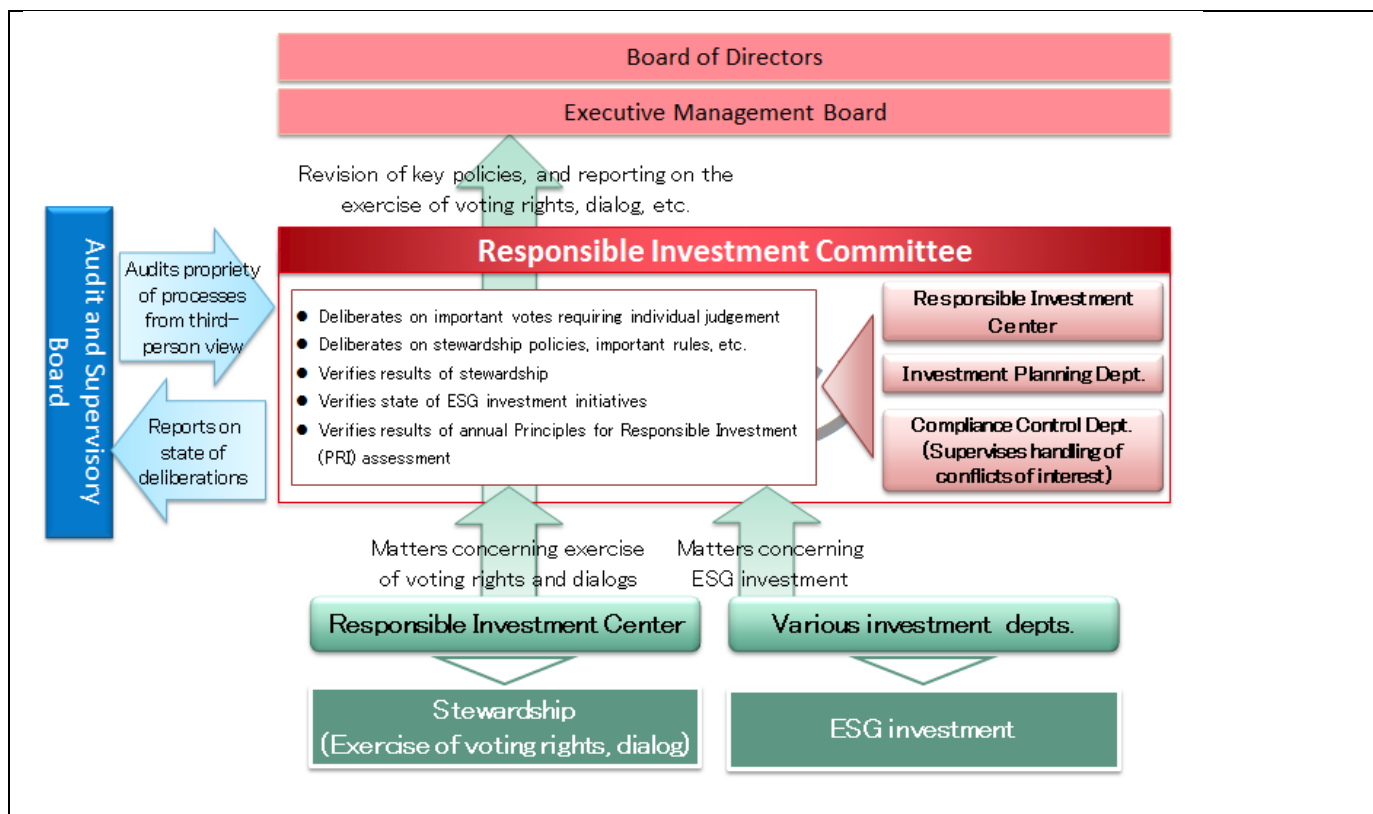 Board of Directors
Executive Management Board
Revision of key policies, and reporting on the
exercise of voting rights, dialog, etc.
Audit and Supervisory
Board
Audits propriety
of processes
from third-
person view
Reports on
state of
deliberations
Responsible Investment Committee
● Deliberates on important votes requiring individual judgement
● Deliberates on stewardship policies, important rules, etc.
● Verifies results of stewardship
● Verifies state of ESG investment initiatives
● Verifies results of annual Principles for Responsible Investment
(PRI) assessment
Responsible Investment
Center
Investment Planning Dept.
Compliance Control Dept.
(Supervises handling of
conflicts of interest)
Matters concerning exercise
of voting rights and dialogs
Matters concerning
ESG investment
Responsible Investment Center
Various investment depts.
Stewardship
(Exercise of voting rights, dialog)
ESG investment